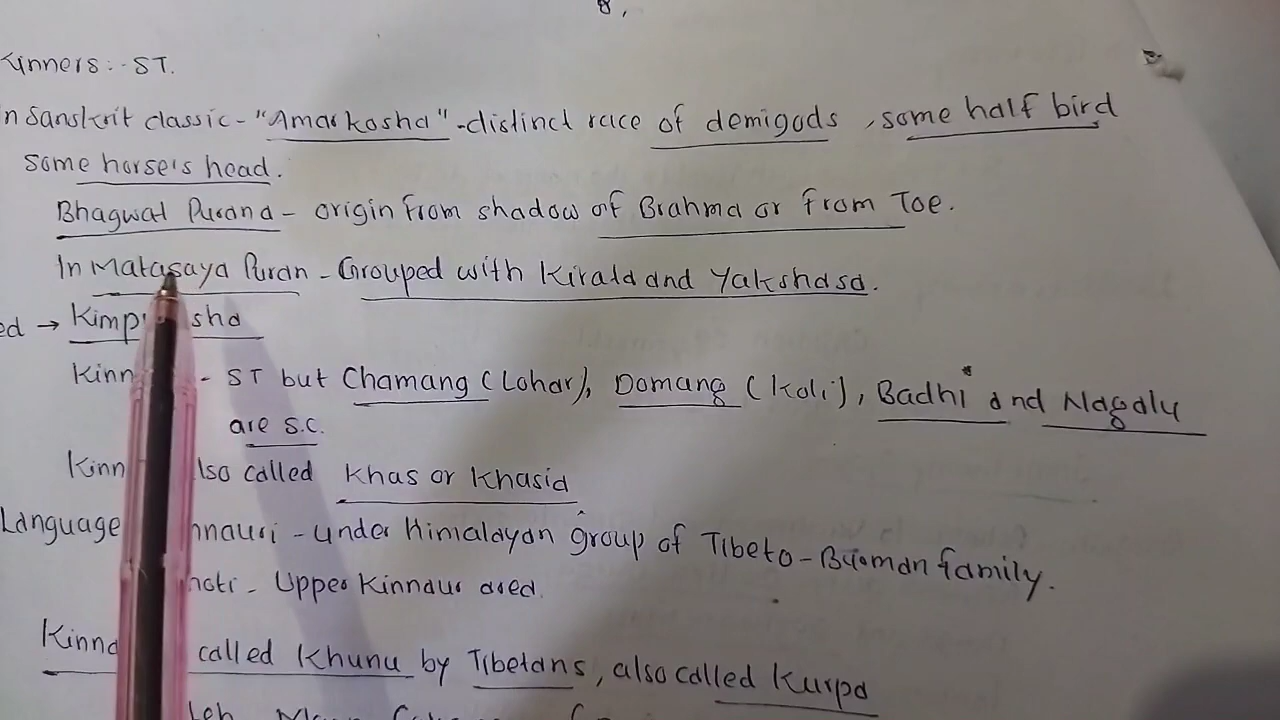 8,
Kinners:- ST.
n Sanskrit classic - "Amarkosha" - distinct race of demigods, some half bird
some horse's head.
Bhagwat Purana - origin from shadow of Brahma or from Toe.
In Matasaya Puran - Grouped with Kirata and Yakshasa.
ed → Kimp sha
Kinn - ST but Chamang (Lohar), Domang (Koli), Badhi and Nagalu
are S.C.
Kinn lso called Khas or Khasia
Language nnauri - under Himalayan group of Tibeto-Burman family.
hoti - Upper Kinnaur area
Kinna called Khunu by Tibetans, also called Kurpa